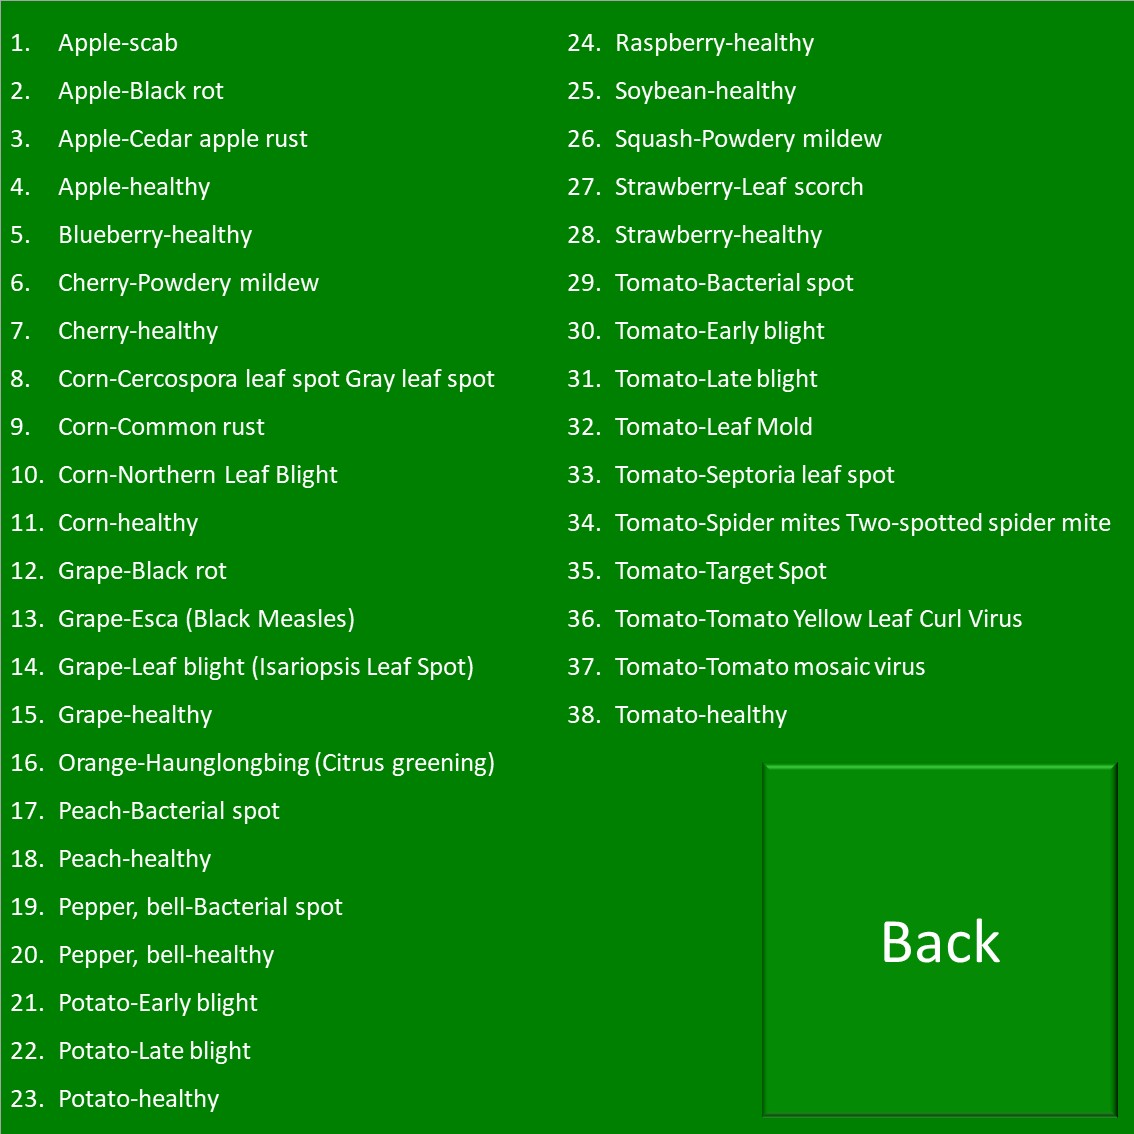 1. Apple-scab
2. Apple-Black rot
3. Apple-Cedar apple rust
4. Apple-healthy
5. Blueberry-healthy
6. Cherry-Powdery mildew
7. Cherry-healthy
8. Corn-Cercospora leaf spot Gray leaf spot
9. Corn-Common rust
10. Corn-Northern Leaf Blight
11. Corn-healthy
12. Grape-Black rot
13. Grape-Esca (Black Measles)
14. Grape-Leaf blight (Isariopsis Leaf Spot)
15. Grape-healthy
16. Orange-Haunglongbing (Citrus greening)
17. Peach-Bacterial spot
18. Peach-healthy
19. Pepper, bell-Bacterial spot
20. Pepper, bell-healthy
21. Potato-Early blight
22. Potato-Late blight
23. Potato-healthy
24. Raspberry-healthy
25. Soybean-healthy
26. Squash-Powdery mildew
27. Strawberry-Leaf scorch
28. Strawberry-healthy
29. Tomato-Bacterial spot
30. Tomato-Early blight
31. Tomato-Late blight
32. Tomato-Leaf Mold
33. Tomato-Septoria leaf spot
34. Tomato-Spider mites Two-spotted spider mite
35. Tomato-Target Spot
36. Tomato-Tomato Yellow Leaf Curl Virus
37. Tomato-Tomato mosaic virus
38. Tomato-healthy
Back